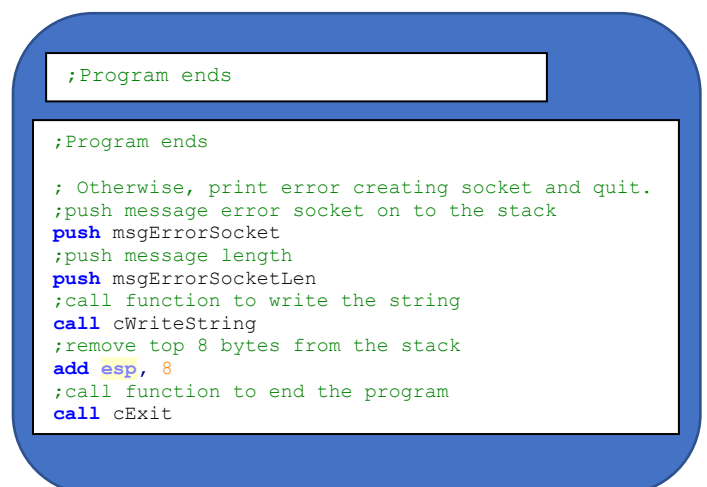 ;Program ends
;Program ends
; Otherwise, print error creating socket and quit.
;push message error socket on to the stack
push msgErrorSocket
;push message length
push msgErrorSocketLen
;call function to write the string
call cWriteString
;remove top 8 bytes from the stack
add esp, 8
;call function to end the program
call cExit